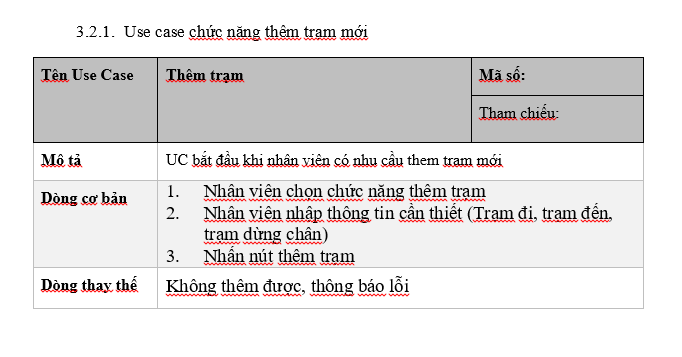 3.2.1. Use case chức năng thêm trạm mới
Tên Use Case
Thêm trạm
Mã số:
Tham chiếu:
Mô tả
UC bắt đầu khi nhân viên có nhu cầu them trạm mới
Dòng cơ bản
1. Nhân viên chọn chức năng thêm trạm
2. Nhân viên nhập thông tin cần thiết (Trạm đi, trạm đến,
trạm dừng chân)
3. Nhấn nút thêm trạm
Dòng thay thế
Không thêm được, thông báo lỗi